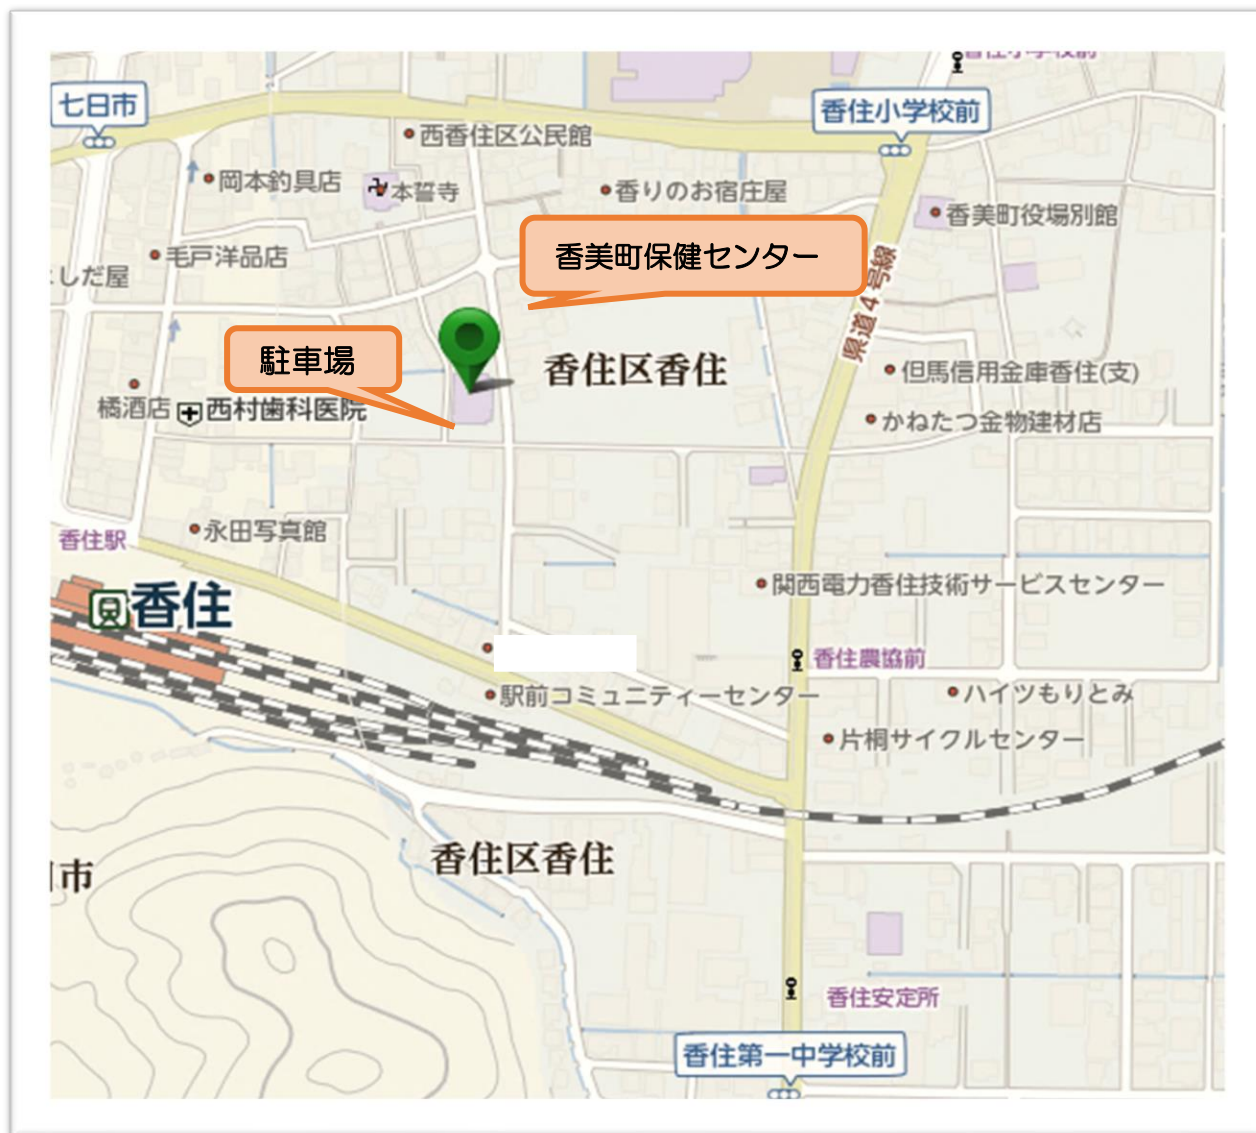 香住小学校前
七日市
香住小学校前
西香住区公民館
岡本釣具店
本誓寺
香りのお宿庄屋
香美町役場別館
毛戸洋品店
香美町保健センター
しだ屋
県道4号線
駐車場
香住区香住
但馬信用金庫香住(支)
橘酒店
西村歯科医院
かねたつ金物建材店
永田写真館
香住駅
香住
関西電力香住技術サービスセンター
香住農協前
駅前コミュニティーセンター
ハイツもりとみ
片桐サイクルセンター
香住区香住
市
香住安定所
香住第一中学校前